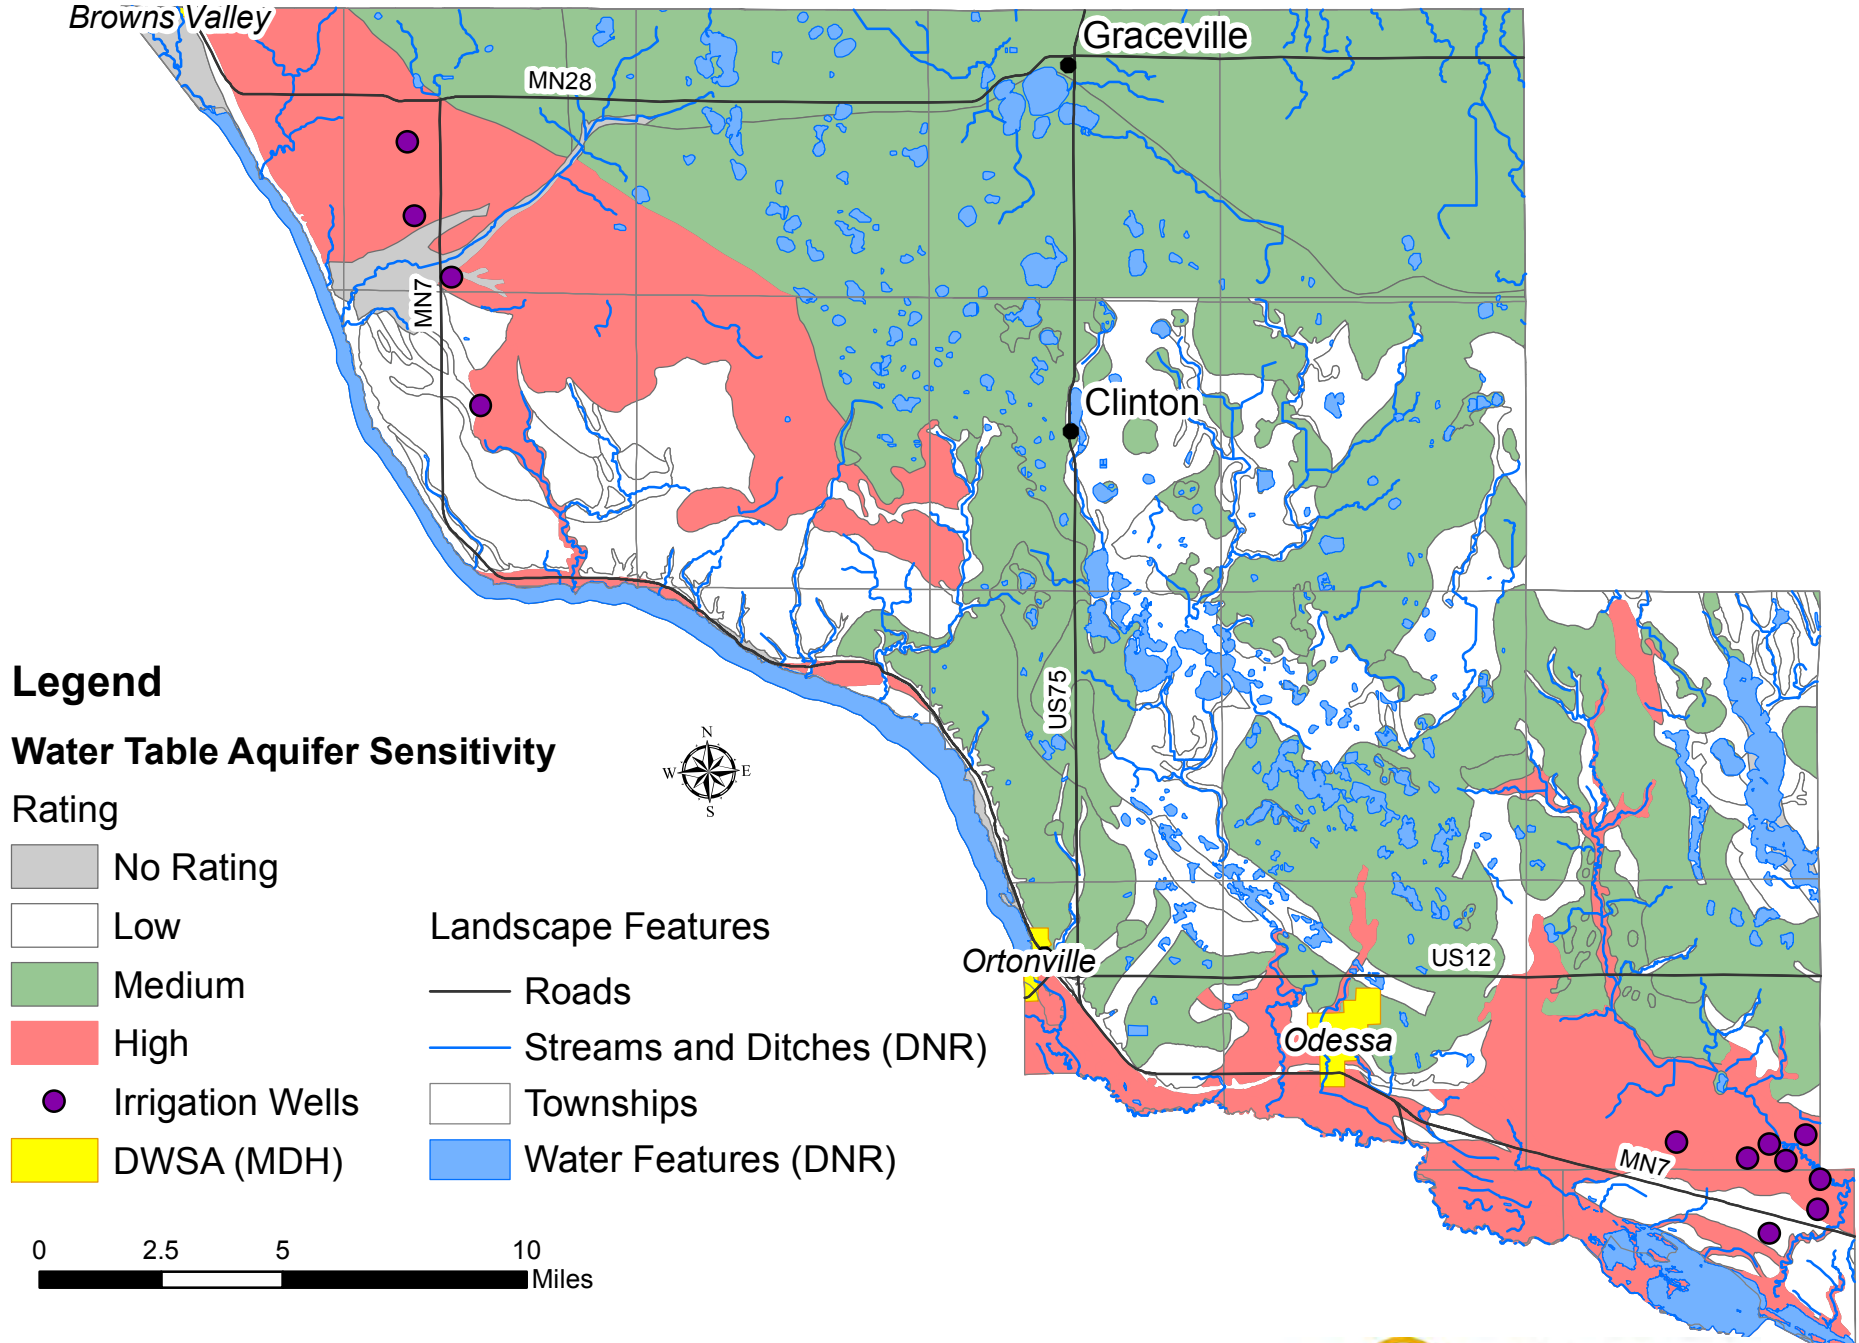 Browns Valley
Graceville
MN28
MN7
Clinton
US75
Legend
Water Table Aquifer Sensitivity
Rating
No Rating
Low
Medium
High
Irrigation Wells
DWSA (MDH)
N
W
E
S
Landscape Features
Roads
Streams and Ditches (DNR)
Townships
Water Features (DNR)
Ortonville
US12
Odessa
MN7
0 2.5 5 10
Miles